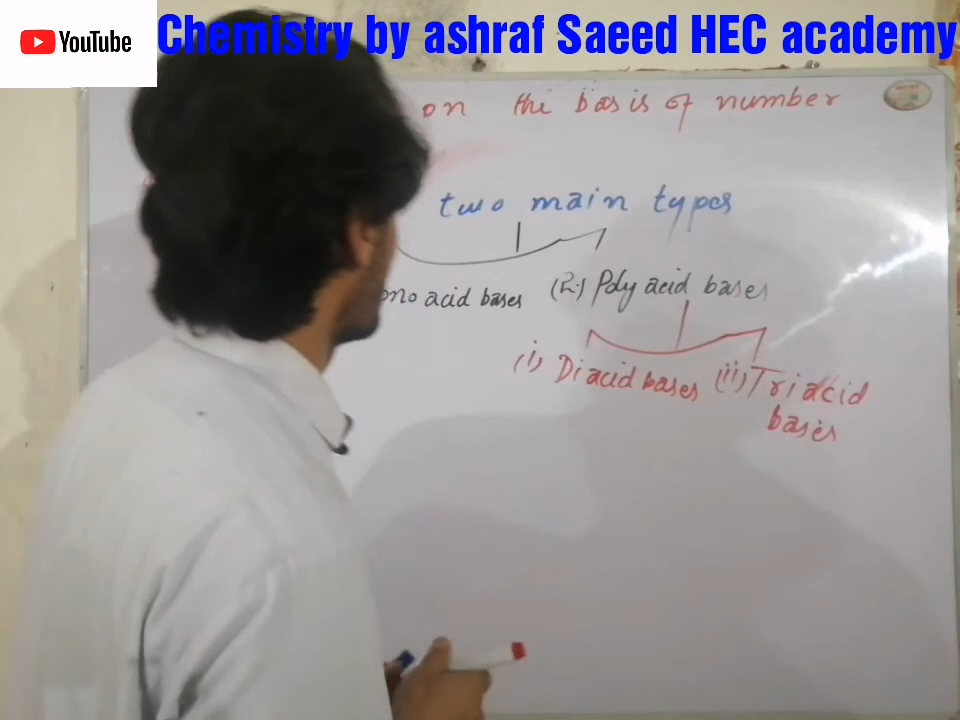 YouTube
Chemistry by ashraf Saeed HEC academy
on the basis of number
two main types
ono acid bases (2.) Poly acid bases
(i) Diacid bases (ii) Triacid
bases